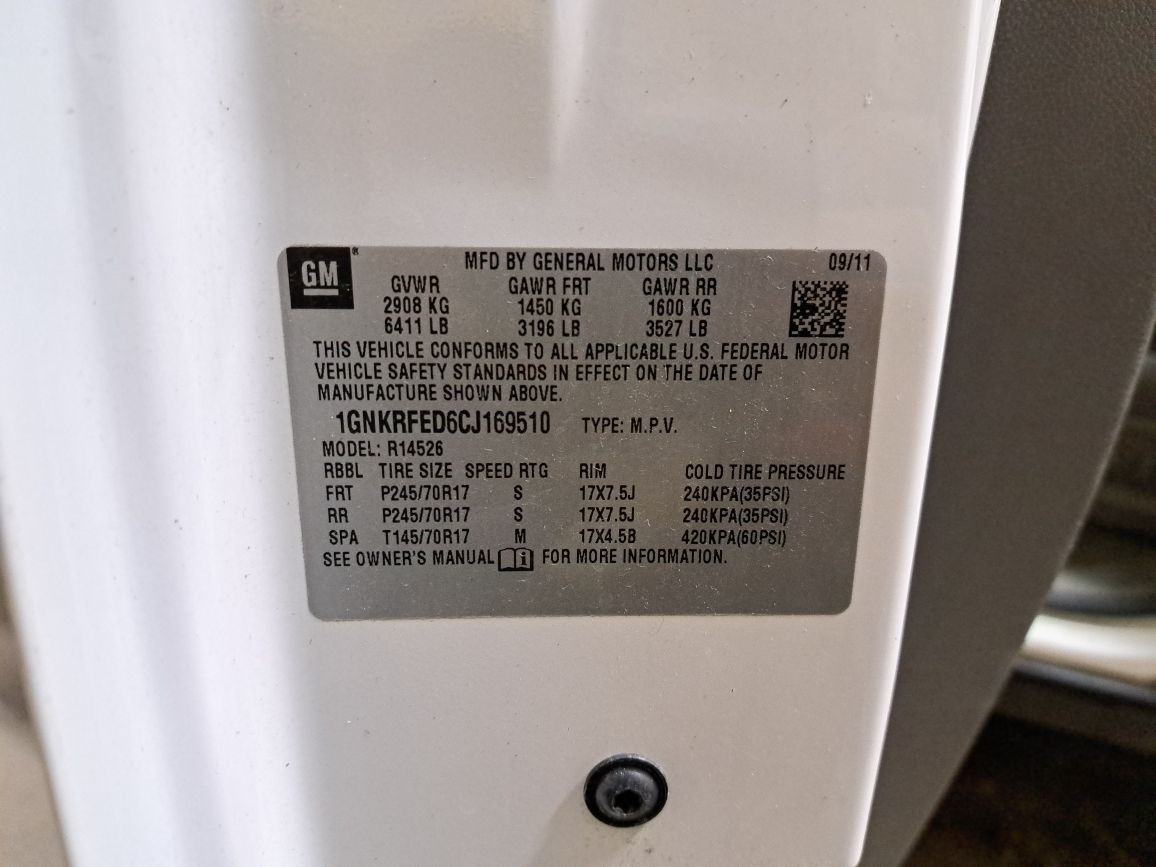 GM ® MFD BY GENERAL MOTORS LLC 09/11
GVWR GAWR FRT GAWR RR
2908 KG 1450 KG 1600 KG
6411 LB 3196 LB 3527 LB
THIS VEHICLE CONFORMS TO ALL APPLICABLE U.S. FEDERAL MOTOR
VEHICLE SAFETY STANDARDS IN EFFECT ON THE DATE OF
MANUFACTURE SHOWN ABOVE.
1GNKRFED6CJ169510 TYPE: M.P.V.
MODEL: R14526
RBBL TIRE SIZE SPEED RTG RIM COLD TIRE PRESSURE
FRT P245/70R17 S 17X7.5J 240KPA(35PSI)
RR P245/70R17 S 17X7.5J 240KPA(35PSI)
SPA T145/70R17 M 17X4.5B 420KPA(60PSI)
SEE OWNER'S MANUAL i FOR MORE INFORMATION.